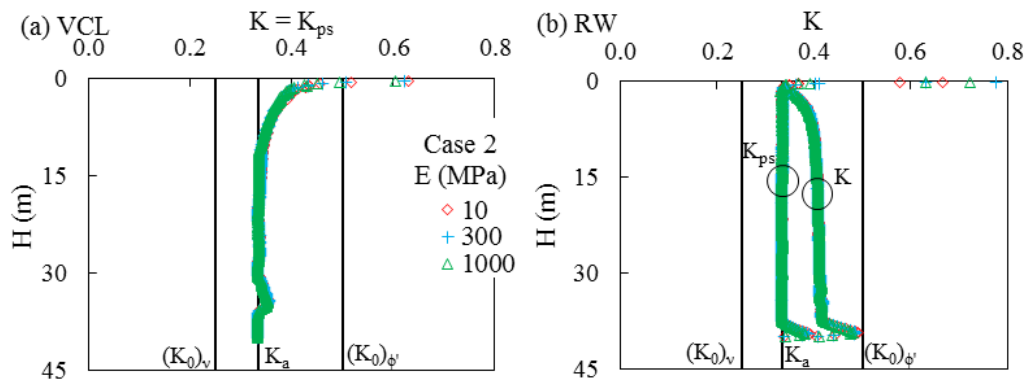 (a) VCL K = Kps
0.0 0.2 0.4 0.6 0.8
0
15
30
45
H (m)
Case 2
E (MPa)
10
300
1000
(K0)ν Ka (K0)ϕ'
(b) RW K
0.0 0.2 0.4 0.6 0.8
0
15
30
45
H (m)
Kps
K
(K0)ν Ka (K0)ϕ'